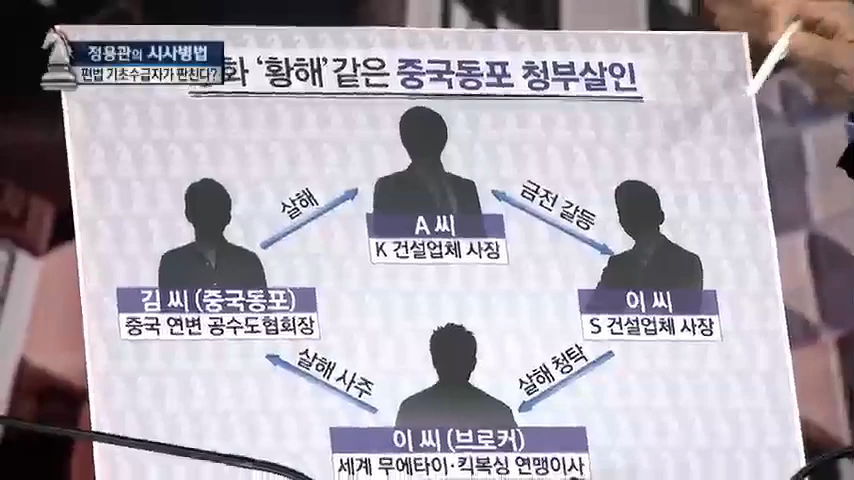 정용관의 시사병법
편법 기초수급자가 판친다?
화 '황해'같은 중국동포 청부살인
살해
금전 갈등
A 씨
K 건설업체 사장
김 씨 (중국동포)
중국 연변 공수도협회장
이 씨
S 건설업체 사장
살해 사주
살해 청탁
이 씨 (브로커)
세계 무에타이·킥복싱 연맹이사